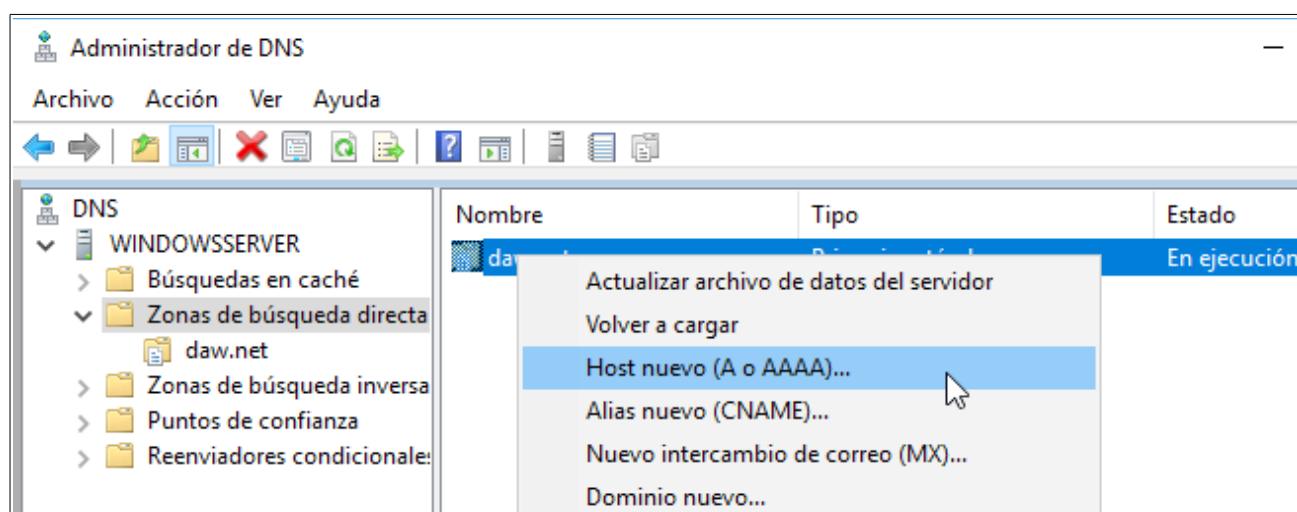 Administrador de DNS
Archivo Acción Ver Ayuda
DNS
WINDOWSSERVER
Búsquedas en caché
Zonas de búsqueda directa
daw.net
Zonas de búsqueda inversa
Puntos de confianza
Reenviadores condicionale
Nombre Tipo Estado
En ejecución
Actualizar archivo de datos del servidor
Volver a cargar
Host nuevo (A o AAAA)...
Alias nuevo (CNAME)...
Nuevo intercambio de correo (MX)...
Dominio nuevo...